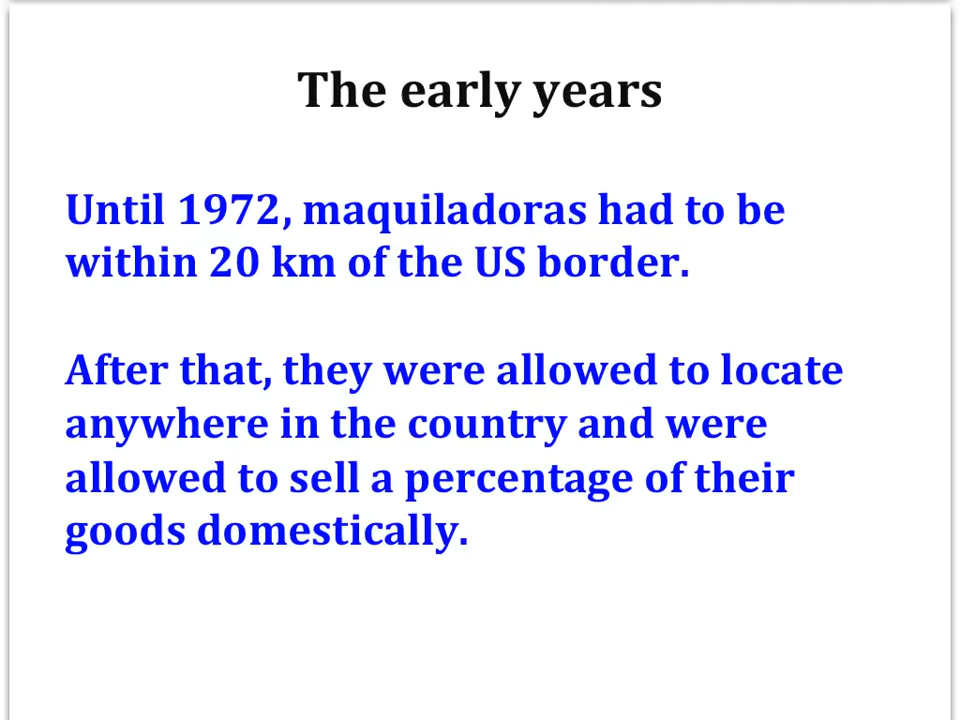 The early years
Until 1972, maquiladoras had to be
within 20 km of the US border.
After that, they were allowed to locate
anywhere in the country and were
allowed to sell a percentage of their
goods domestically.